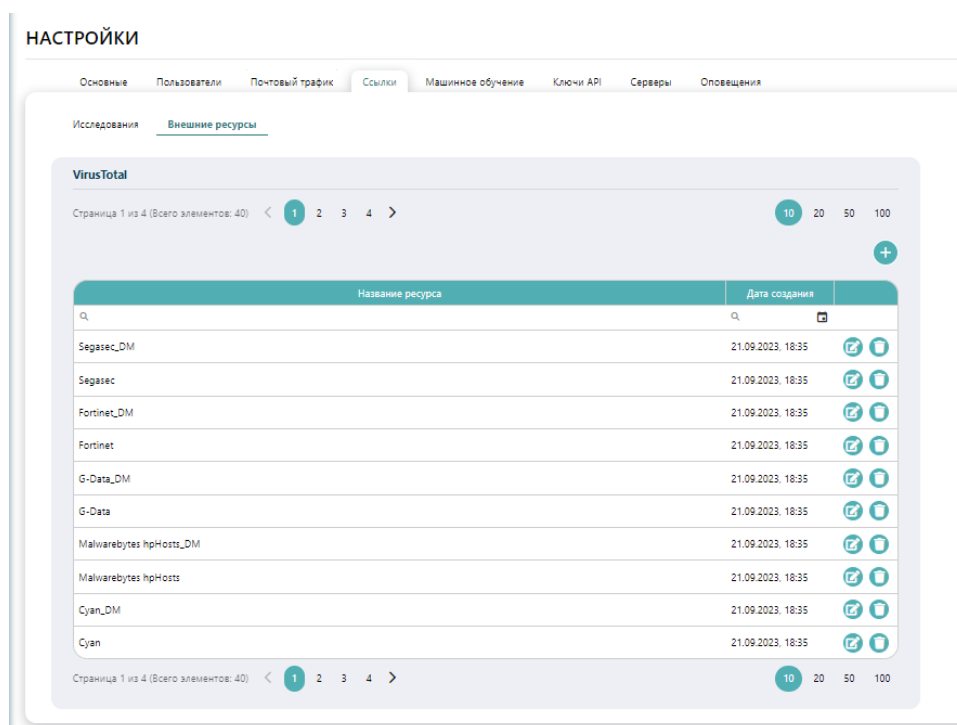 НАСТРОЙКИ
Основные Пользователи Почтовый трафик Ссылки Машинное обучение Ключи API Серверы Оповещения
Исследования Внешние ресурсы
VirusTotal
Страница 1 из 4 (Всего элементов: 40) 1 2 3 4 10 20 50 100
Название ресурса Дата создания
Segasec_DM 21.09.2023, 18:35
Segasec 21.09.2023, 18:35
Fortinet_DM 21.09.2023, 18:35
Fortinet 21.09.2023, 18:35
G-Data_DM 21.09.2023, 18:35
G-Data 21.09.2023, 18:35
Malwarebytes hpHosts_DM 21.09.2023, 18:35
Malwarebytes hpHosts 21.09.2023, 18:35
Cyan_DM 21.09.2023, 18:35
Cyan 21.09.2023, 18:35
Страница 1 из 4 (Всего элементов: 40) 1 2 3 4 10 20 50 100